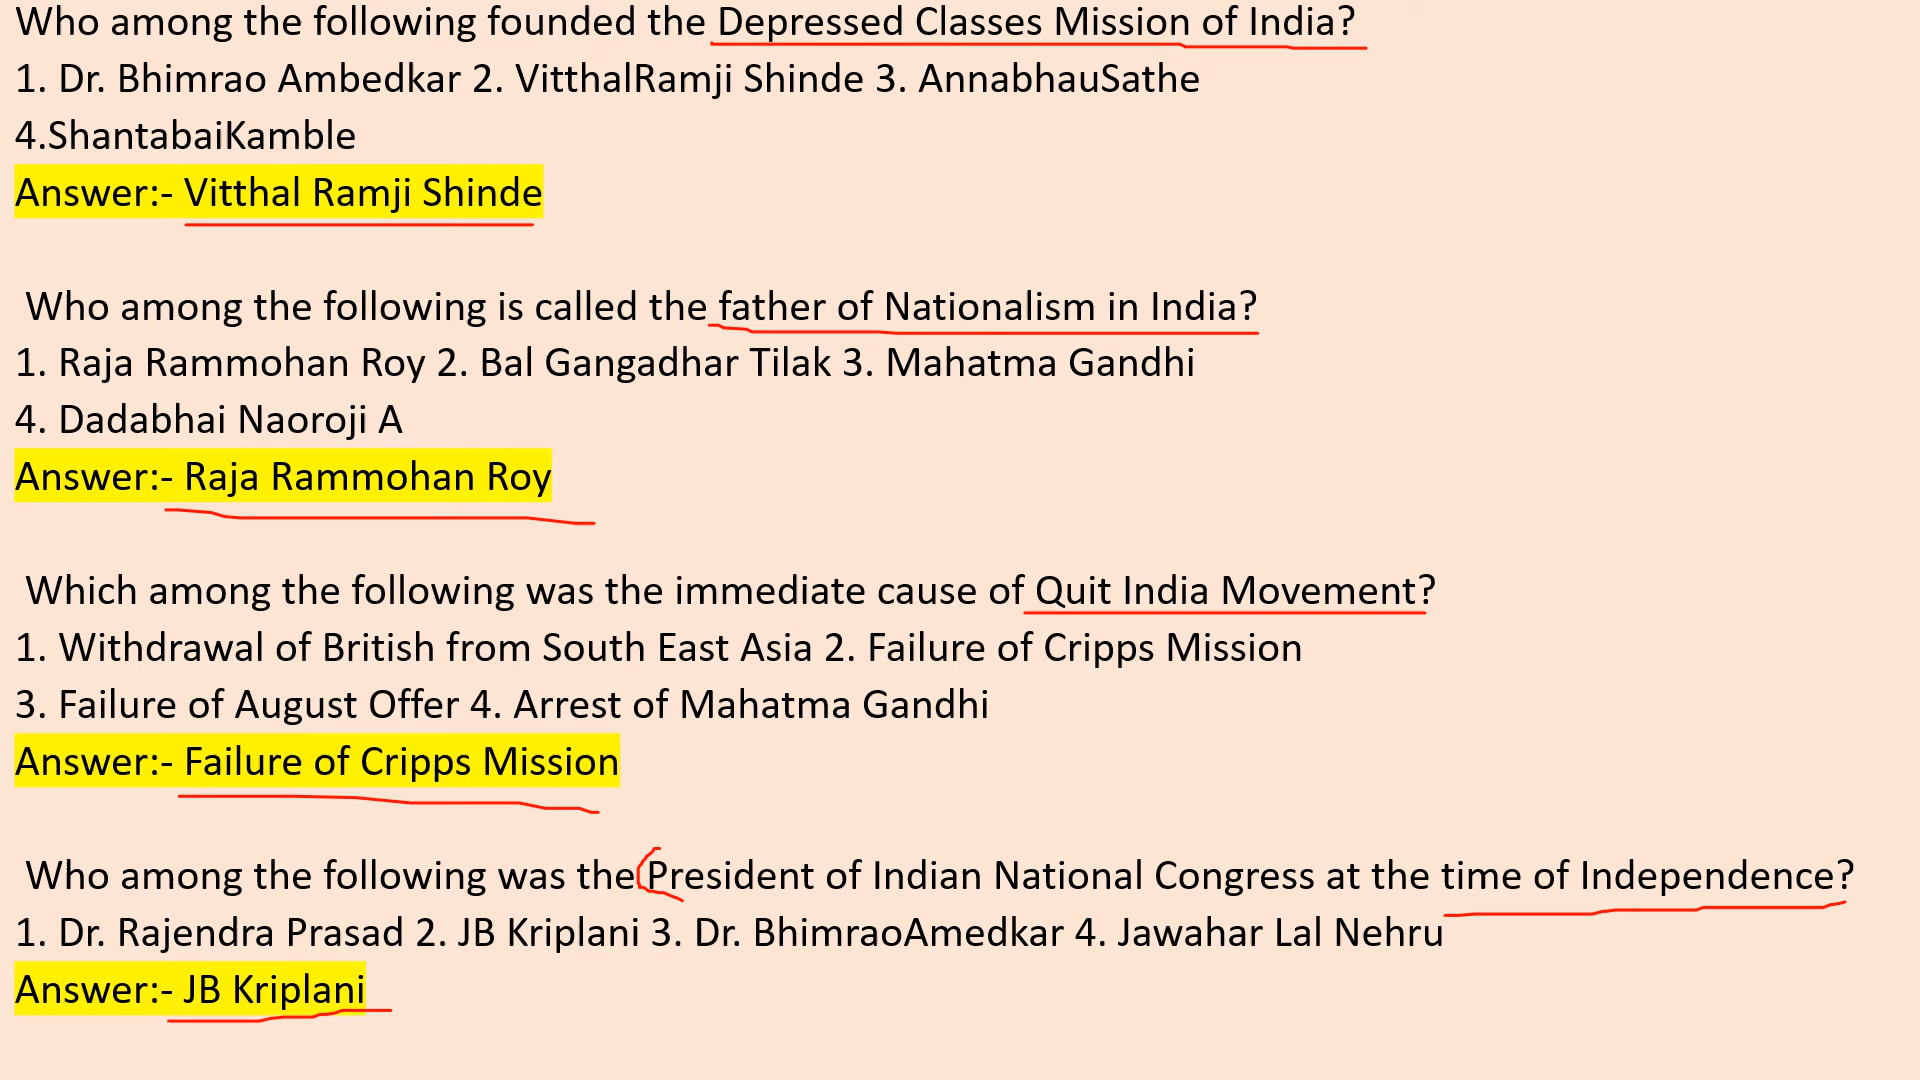 Who among the following founded the Depressed Classes Mission of India?
1. Dr. Bhimrao Ambedkar 2. VitthalRamji Shinde 3. AnnabhauSathe
4.ShantabaiKamble
Answer:- Vitthal Ramji Shinde
Who among the following is called the father of Nationalism in India?
1. Raja Rammohan Roy 2. Bal Gangadhar Tilak 3. Mahatma Gandhi
4. Dadabhai Naoroji A
Answer:- Raja Rammohan Roy
Which among the following was the immediate cause of Quit India Movement?
1. Withdrawal of British from South East Asia 2. Failure of Cripps Mission
3. Failure of August Offer 4. Arrest of Mahatma Gandhi
Answer:- Failure of Cripps Mission
Who among the following was the President of Indian National Congress at the time of Independence?
1. Dr. Rajendra Prasad 2. JB Kriplani 3. Dr. BhimraoAmedkar 4. Jawahar Lal Nehru
Answer:- JB Kriplani